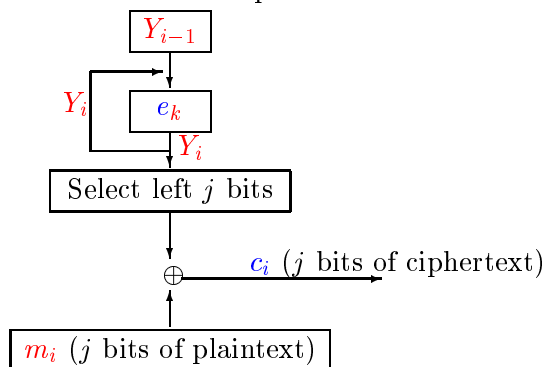 Y_{i−1}
Y_i
e_k
Y_i
Select left j bits
⊕
c_i (j bits of ciphertext)
m_i (j bits of plaintext)